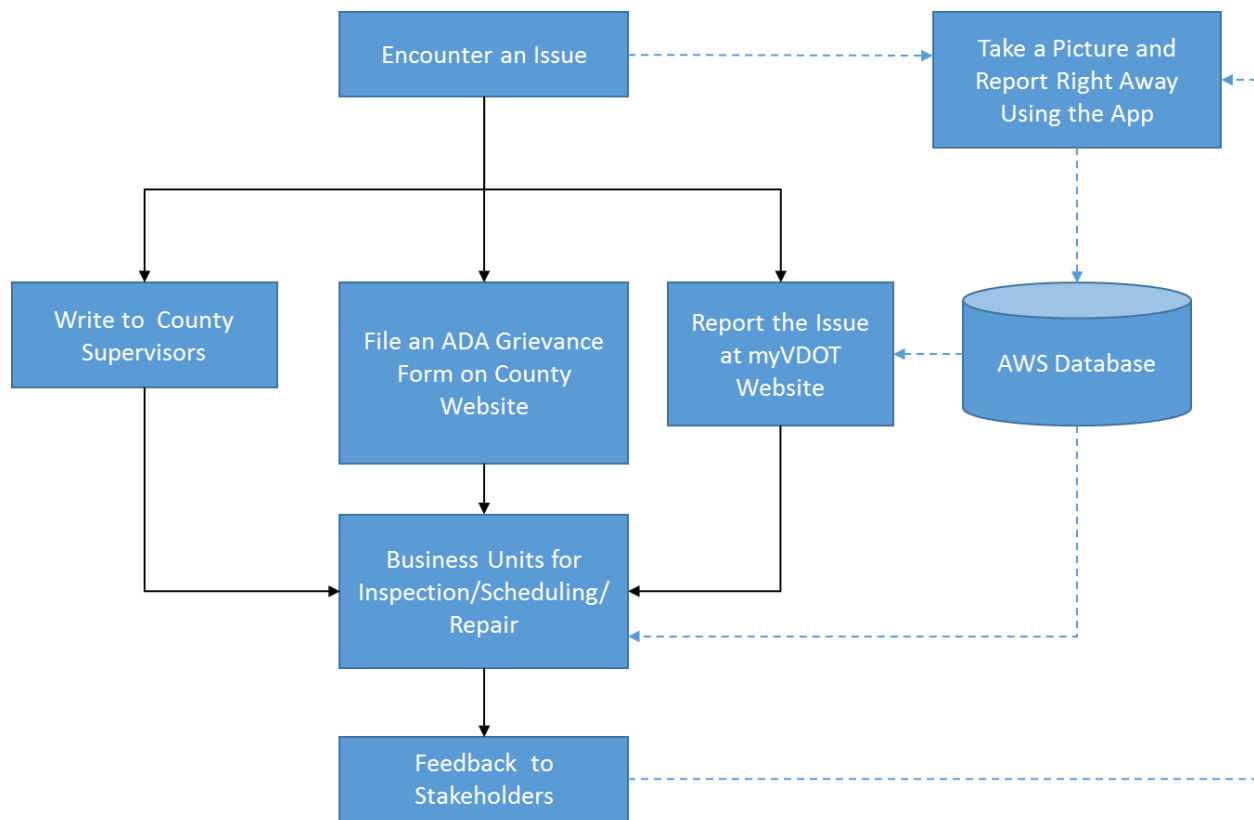 Encounter an Issue
Take a Picture and
Report Right Away
Using the App
Write to County
Supervisors
File an ADA Grievance
Form on County
Website
Report the Issue
at myVDOT
Website
AWS Database
Business Units for
Inspection/Scheduling/
Repair
Feedback to
Stakeholders